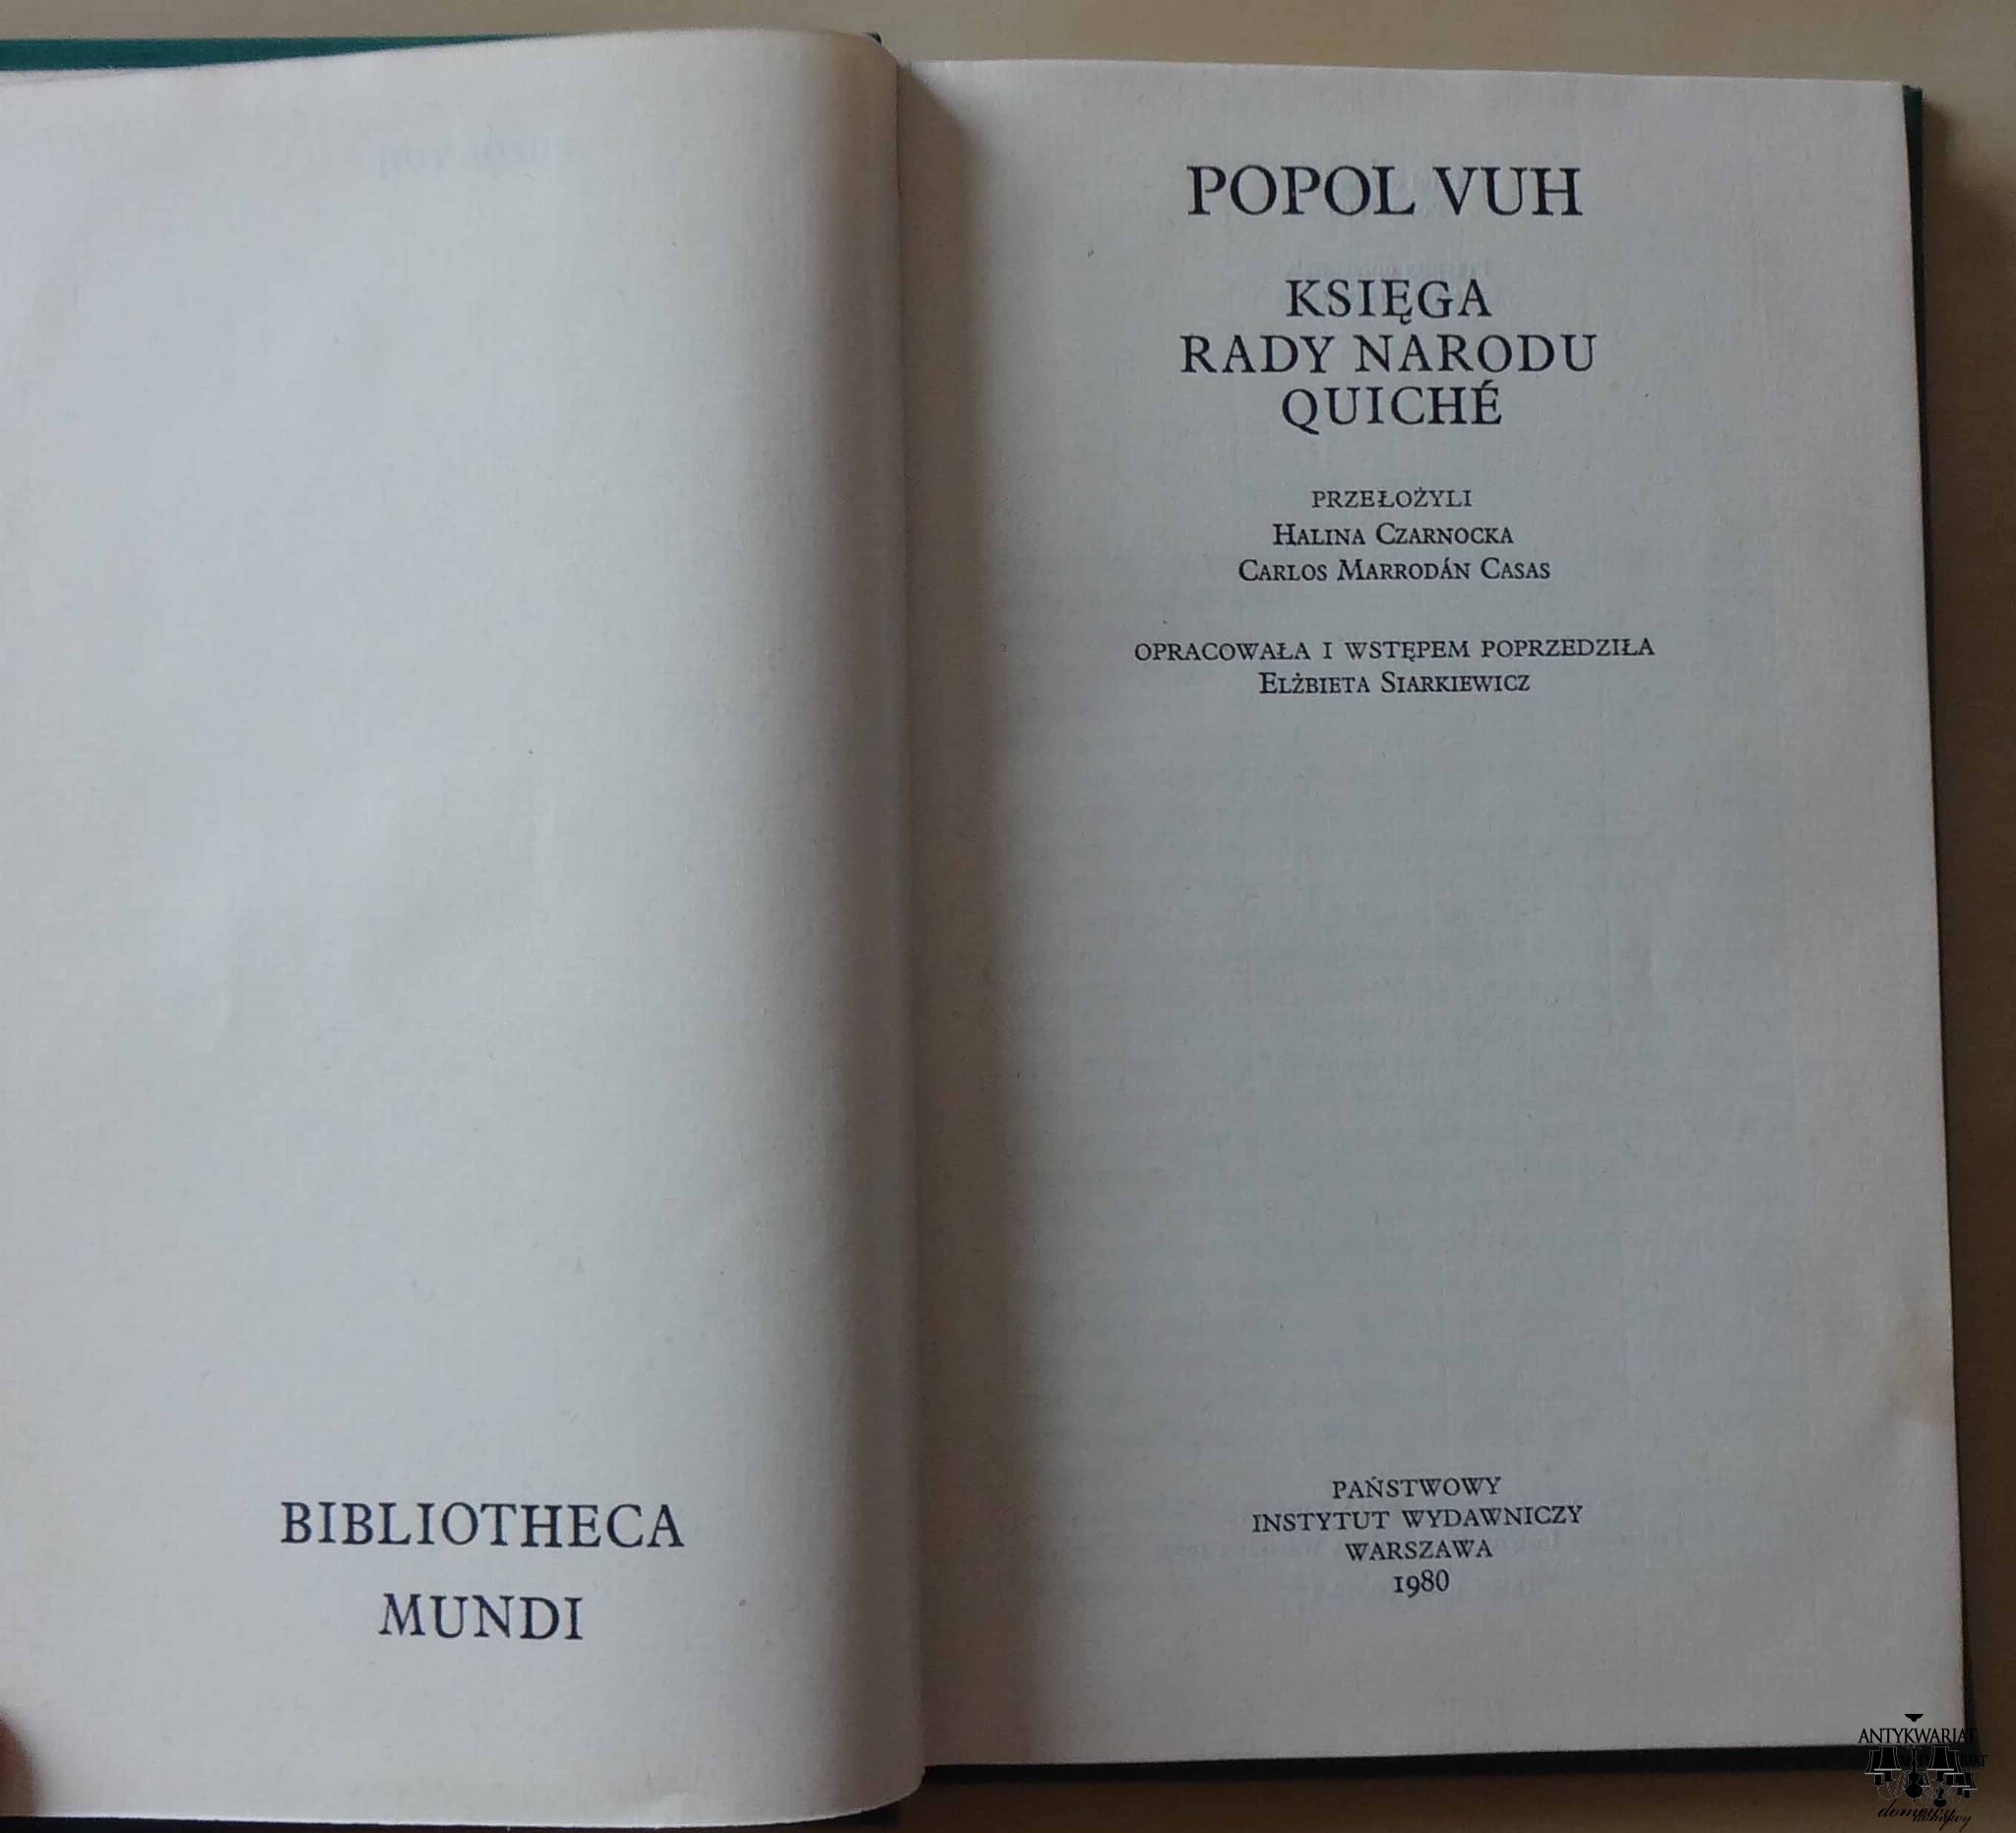 BIBLIOTHECA
MUNDI
POPOL VUH
KSIĘGA
RADY NARODU
QUICHÉ
PRZEŁOŻYLI
HALINA CZARNOCKA
CARLOS MARRODÁN CASAS
OPRACOWAŁA I WSTĘPEM POPRZEDZIŁA
ELŻBIETA SIARKIEWICZ
PAŃSTWOWY
INSTYTUT WYDAWNICZY
WARSZAWA
1980
ANTYKWARIAT